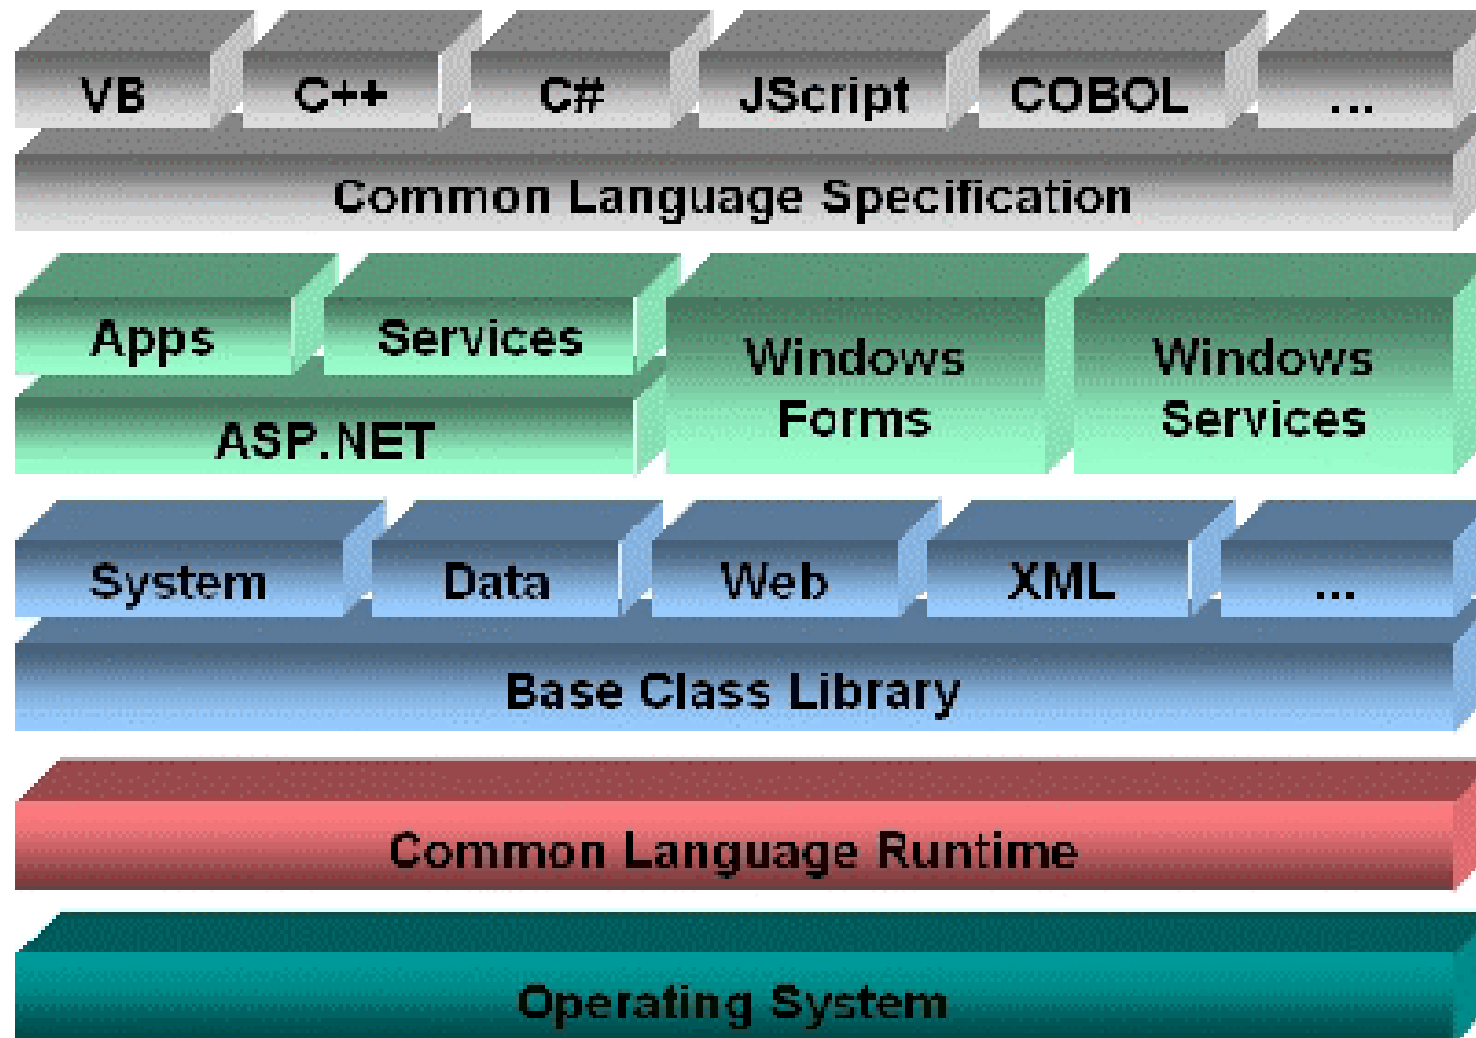 VB C++ C# JScript COBOL ...
Common Language Specification
Apps Services
ASP.NET
Windows
Forms
Windows
Services
System Data Web XML ...
Base Class Library
Common Language Runtime
Operating System